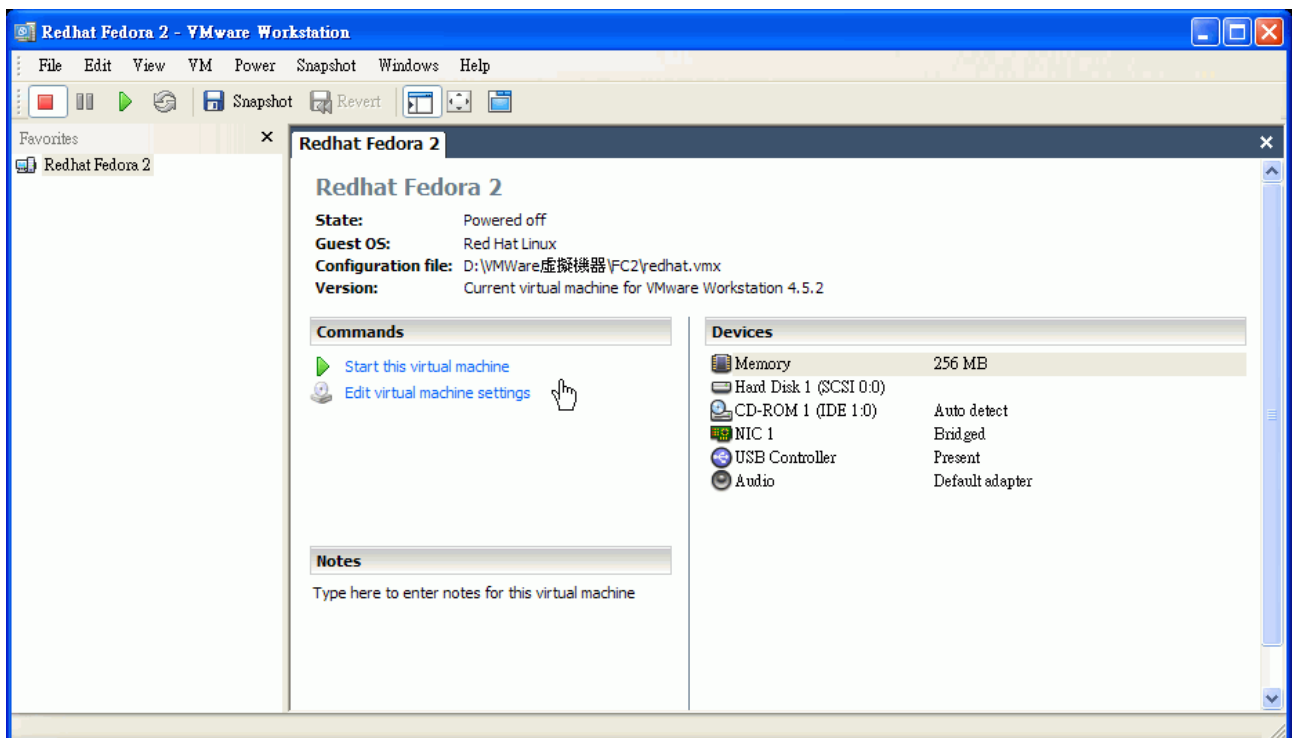 Redhat Fedora 2 - VMware Workstation
File Edit View VM Power Snapshot Windows Help
Snapshot Revert
Favorites
Redhat Fedora 2
Redhat Fedora 2
Redhat Fedora 2
State: Powered off
Guest OS: Red Hat Linux
Configuration file: D:\VMWare虛擬機器\FC2\redhat.vmx
Version: Current virtual machine for VMware Workstation 4.5.2
Commands
Start this virtual machine
Edit virtual machine settings
Notes
Type here to enter notes for this virtual machine
Devices
Memory 256 MB
Hard Disk 1 (SCSI 0:0)
CD-ROM 1 (IDE 1:0) Auto detect
NIC 1 Bridged
USB Controller Present
Audio Default adapter